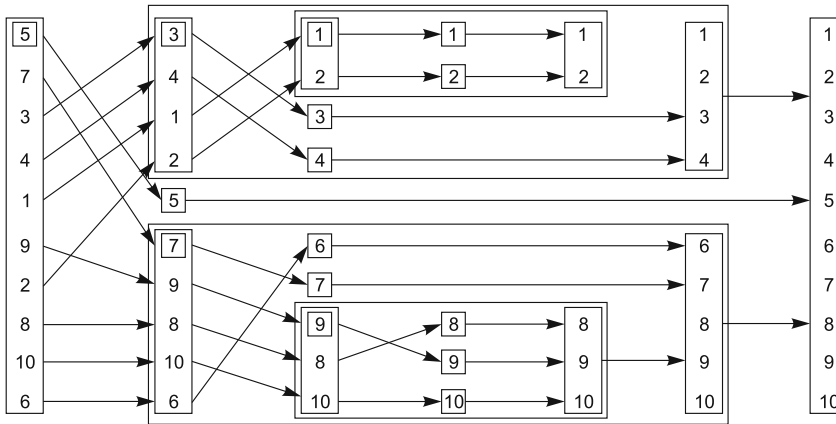 5 3 1 1 1 1 1
7 4 2 2 2 2 2
3 1 3 3 3
4 2 4 4 4
1 5 5
9 7 6 6 6
2 9 7 7 7
8 8 9 8 8 8 8
10 10 8 9 9 9 9
6 6 10 10 10 10 10